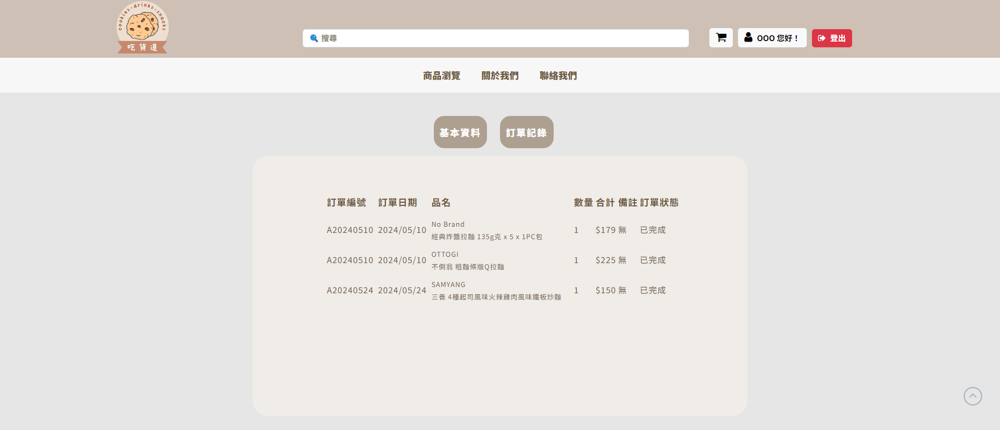 cookies-drinks-snacks
吃貨道
搜尋
OOO 您好！
登出
商品瀏覽 關於我們 聯絡我們
基本資料 訂單記錄
訂單編號 訂單日期 品名 數量 合計 備註 訂單狀態
No Brand
A20240510 2024/05/10 1 $179 無 已完成
經典炸醬拉麵 135g克 x 5 x 1PC包
OTTOGI
A20240510 2024/05/10 1 $225 無 已完成
不倒翁 粗麵條版Q拉麵
SAMYANG
A20240524 2024/05/24 1 $150 無 已完成
三養 4種起司風味火辣雞肉風味鐵板炒麵